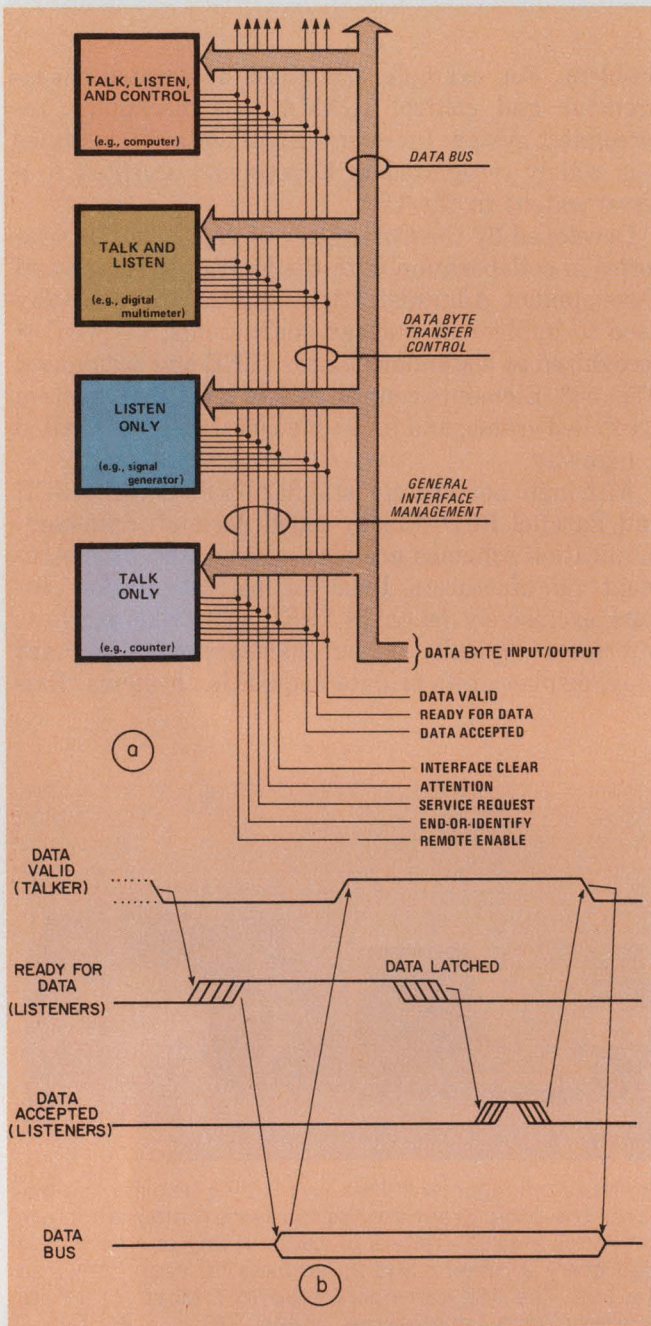 TALK, LISTEN,
AND CONTROL
(e.g., computer)
DATA BUS
TALK AND
LISTEN
(e.g., digital
multimeter)
DATA BYTE
TRANSFER
CONTROL
LISTEN
ONLY
(e.g., signal
generator)
GENERAL
INTERFACE
MANAGEMENT
TALK
ONLY
(e.g., counter)
DATA BYTE INPUT/OUTPUT
DATA VALID
READY FOR DATA
DATA ACCEPTED
a
INTERFACE CLEAR
ATTENTION
SERVICE REQUEST
END-OR-IDENTIFY
REMOTE ENABLE
DATA
VALID
(TALKER)
READY FOR
DATA
(LISTENERS)
DATA LATCHED
DATA
ACCEPTED
(LISTENERS)
DATA
BUS
b